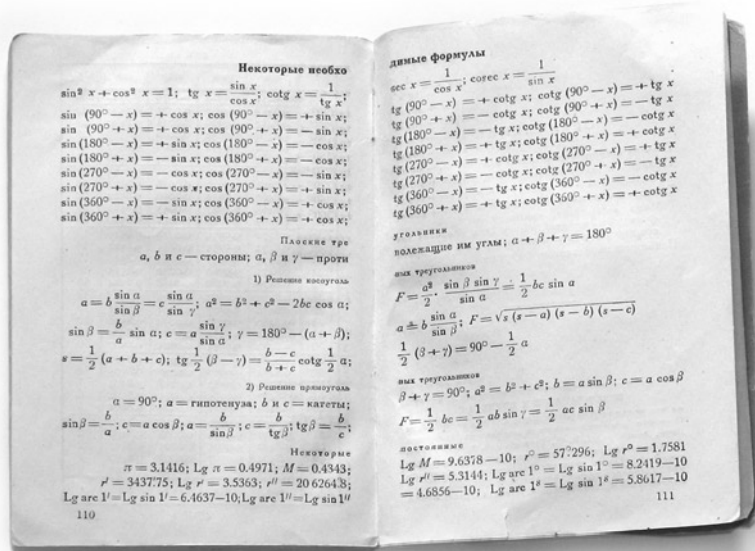 Некоторые необхо
sin² x + cos² x = 1; tg x = sin x / cos x; cotg x = 1 / tg x;
sin (90° — x) = + cos x; cos (90° — x) = + sin x;
sin (90° + x) = + cos x; cos (90° + x) = — sin x;
sin (180° — x) = + sin x; cos (180° — x) = — cos x;
sin (180° + x) = — sin x; cos (180° + x) = — cos x;
sin (270° — x) = — cos x; cos (270° — x) = — sin x;
sin (270° + x) = — cos x; cos (270° + x) = + sin x;
sin (360° — x) = — sin x; cos (360° — x) = + cos x;
sin (360° + x) = + sin x; cos (360° + x) = + cos x;
Плоские тре
a, b и c — стороны; α, β и γ — проти
1) Решение косоуголь
a = b sin α / sin β = c sin α / sin γ; a² = b² + c² — 2bc cos α;
sin β = b / a sin α; c = a sin γ / sin α; γ = 180° — (α + β);
s = 1/2 (a + b + c); tg 1/2 (β — γ) = b — c / b + c cotg 1/2 α;
2) Решение прямоуголь
α = 90°; a = гипотенуза; b и c = катеты;
sin β = b / a; c = a cos β; a = b / sin β; c = b / tg β; tg β = b / c;
Некоторые
π = 3.1416; Lg π = 0.4971; M = 0.4343;
r′ = 3437.′75; Lg r′ = 3.5363; r″ = 206264.″8;
Lg arc 1′ = Lg sin 1′ = 6.4637—10; Lg arc 1″ = Lg sin 1″
110
димые формулы
sec x = 1 / cos x; cosec x = 1 / sin x
tg (90° — x) = + cotg x; cotg (90° — x) = + tg x
tg (90° + x) = — cotg x; cotg (90° + x) = — tg x
tg (180° — x) = — tg x; cotg (180° — x) = — cotg x
tg (180° + x) = + tg x; cotg (180° + x) = + cotg x
tg (270° — x) = + cotg x; cotg (270° — x) = + tg x
tg (270° + x) = — cotg x; cotg (270° + x) = — tg x
tg (360° — x) = — tg x; cotg (360° — x) = — cotg x
tg (360° + x) = + tg x; cotg (360° + x) = + cotg x
угольники
волежащие им углы; α + β + γ = 180°
ных треугольников
F = a² / 2 · sin β sin γ / sin α = 1/2 bc sin α
a = b sin α / sin β; F = √s (s — a) (s — b) (s — c)
1/2 (β + γ) = 90° — 1/2 α
ных треугольников
β + γ = 90°; a² = b² + c²; b = a sin β; c = a cos β
F = 1/2 bc = 1/2 ab sin γ = 1/2 ac sin β
постоянные
Lg M = 9.6378—10; r° = 57.°296; Lg r° = 1.7581
Lg r″ = 5.3144; Lg arc 1° = Lg sin 1° = 8.2419—10
= 4.6856—10; Lg arc 1ᵍ = Lg sin 1ᵍ = 5.8617—10
111